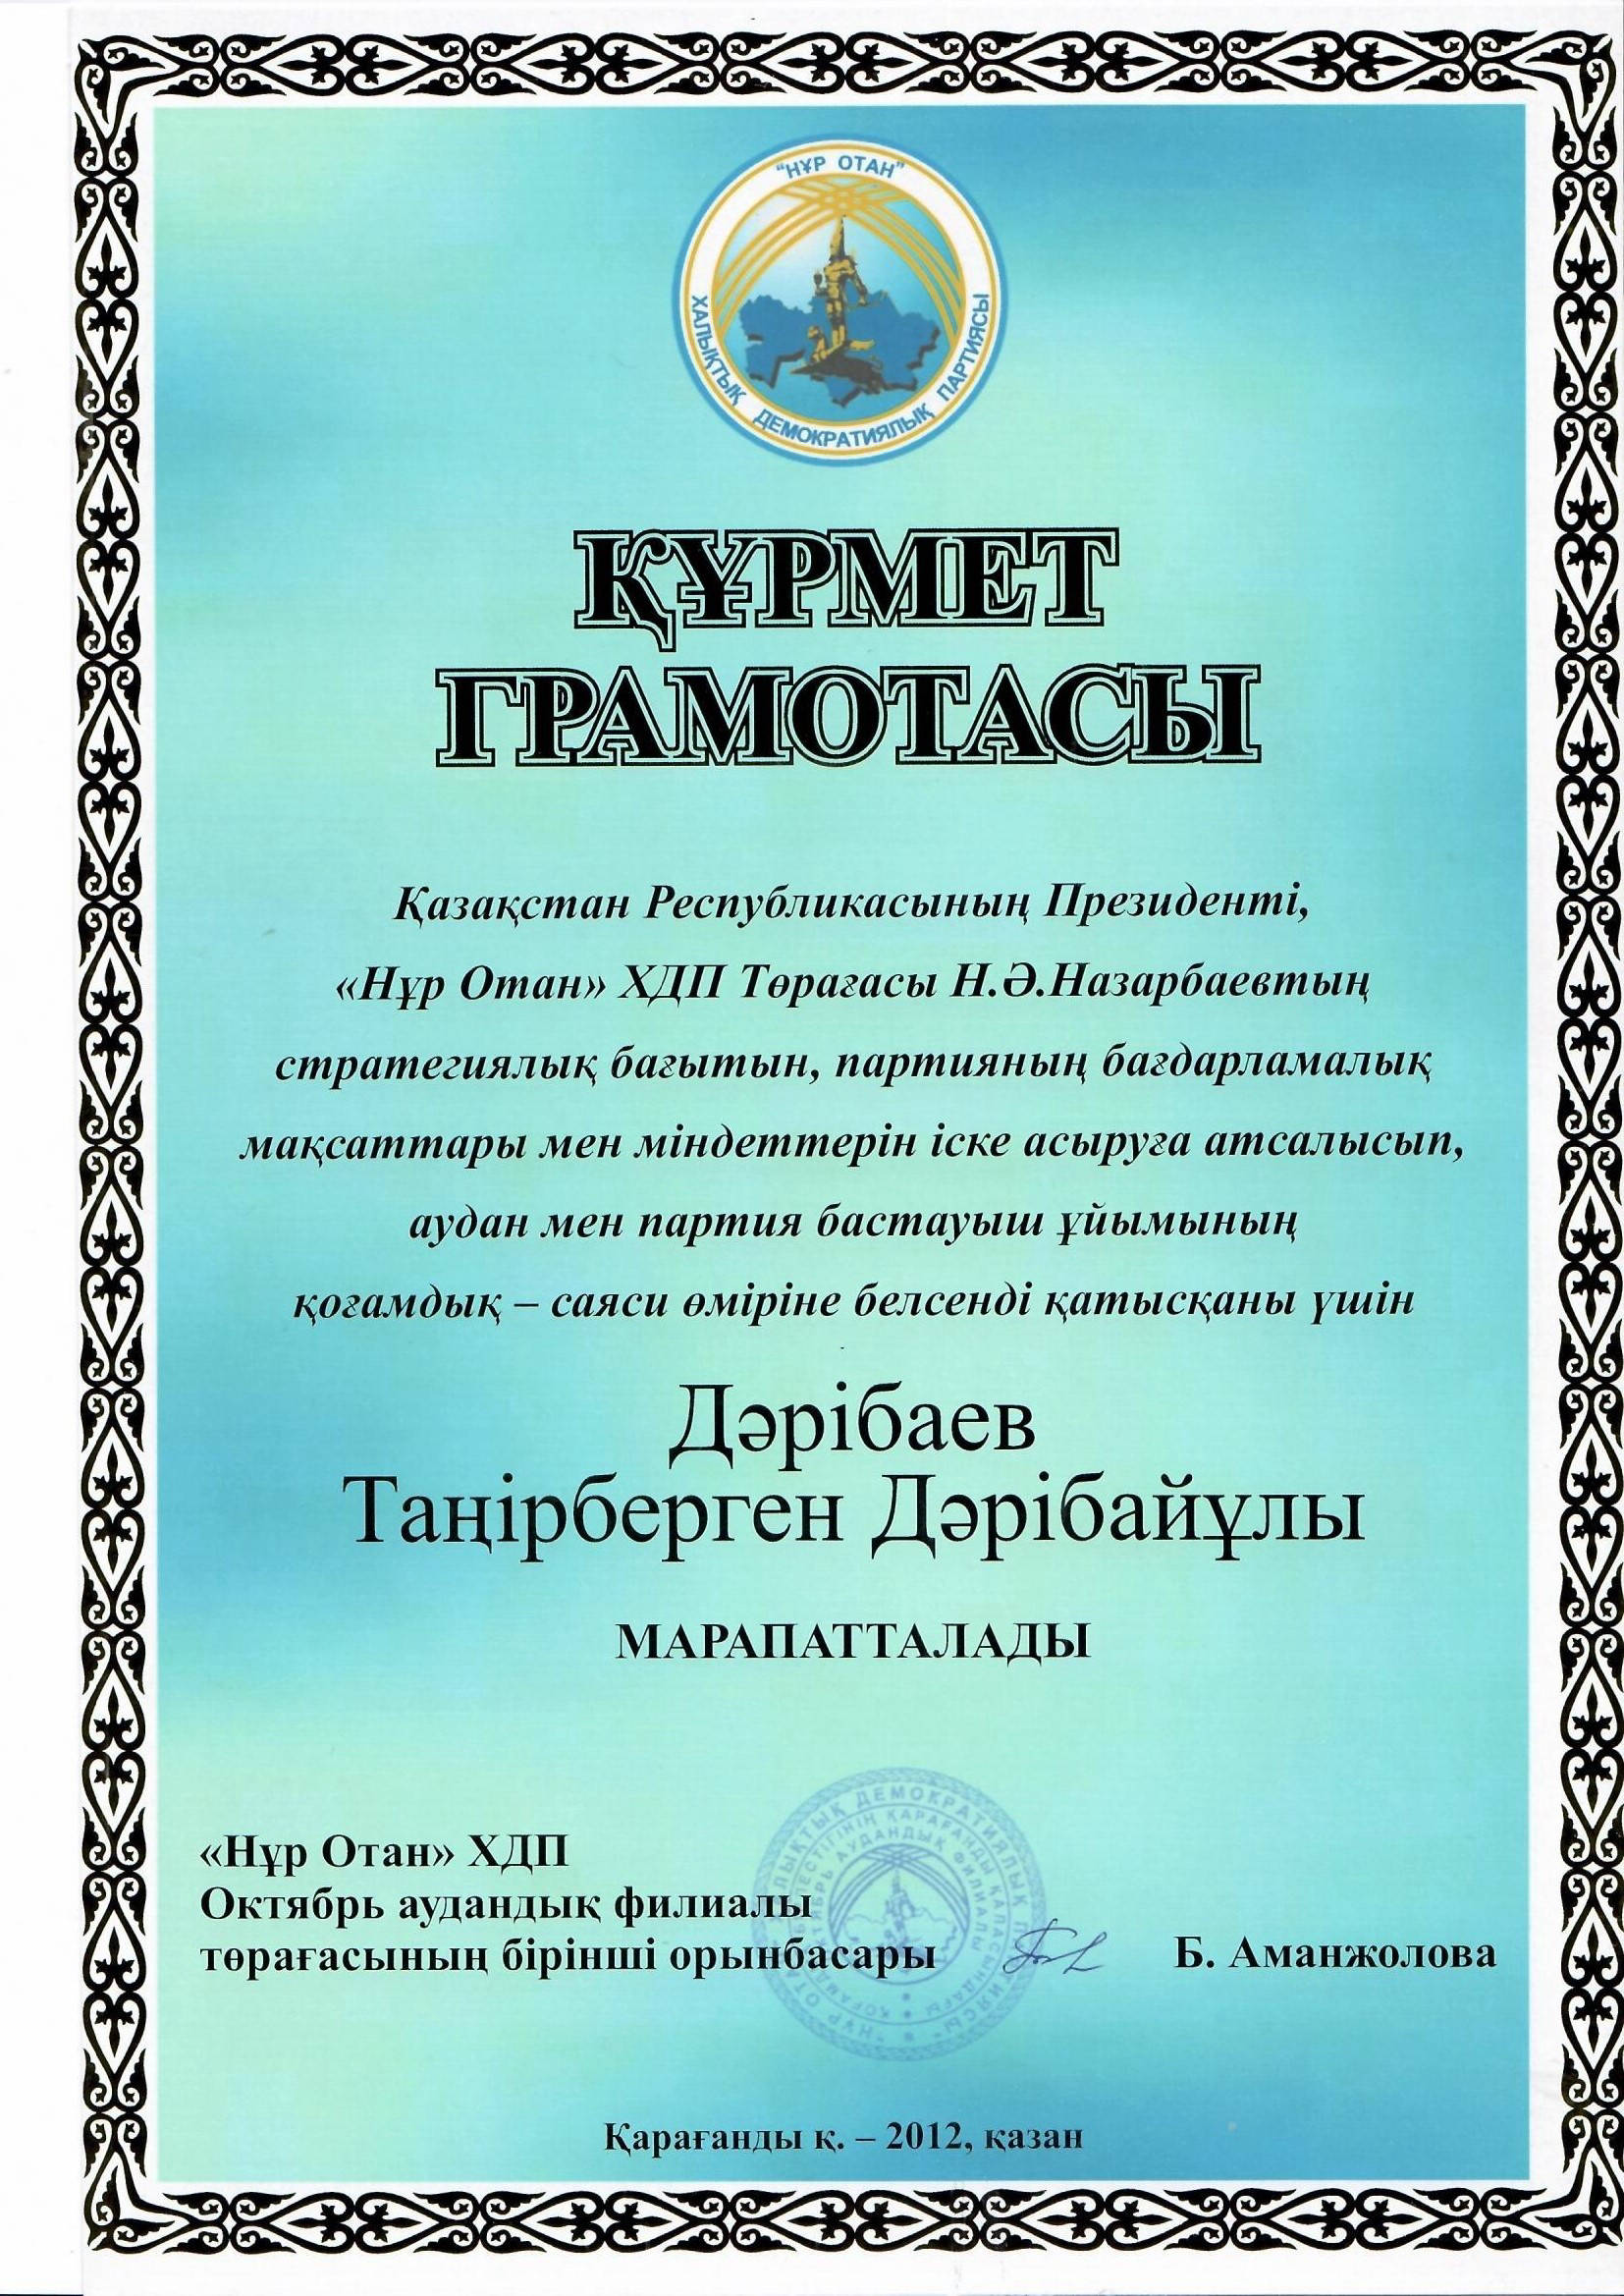 "НҰР ОТАН"
ХАЛЫҚТЫҚ ДЕМОКРАТИЯЛЫҚ ПАРТИЯСЫ
ҚҰРМЕТ
ГРАМОТАСЫ
Қазақстан Республикасының Президенті,
«Нұр Отан» ХДП Төрағасы Н.Ә.Назарбаевтың
стратегиялық бағытын, партияның бағдарламалық
мақсаттары мен міндеттерін іске асыруға атсалысып,
аудан мен партия бастауыш ұйымының
қоғамдық – саяси өміріне белсенді қатысқаны үшін
Дәрібаев
Таңірберген Дәрібайұлы
МАРАПАТТАЛАДЫ
«Нұр Отан» ХДП
Октябрь аудандық филиалы
төрағасының бірінші орынбасары Б. Аманжолова
Қарағанды қ. – 2012, қазан